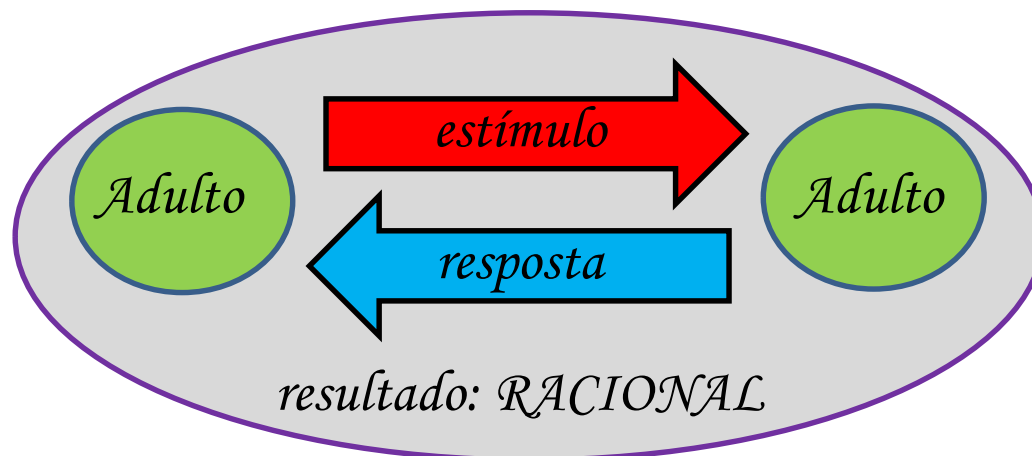 estímulo
Adulto
Adulto
resposta
resultado: RACIONAL